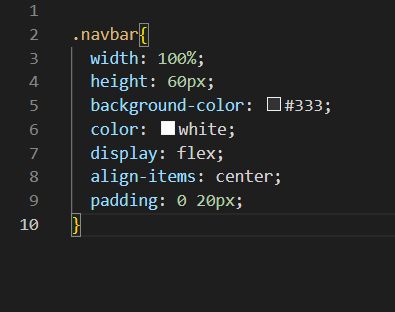 1
2 .navbar{
3 width: 100%;
4 height: 60px;
5 background-color: #333;
6 color: white;
7 display: flex;
8 align-items: center;
9 padding: 0 20px;
10 }